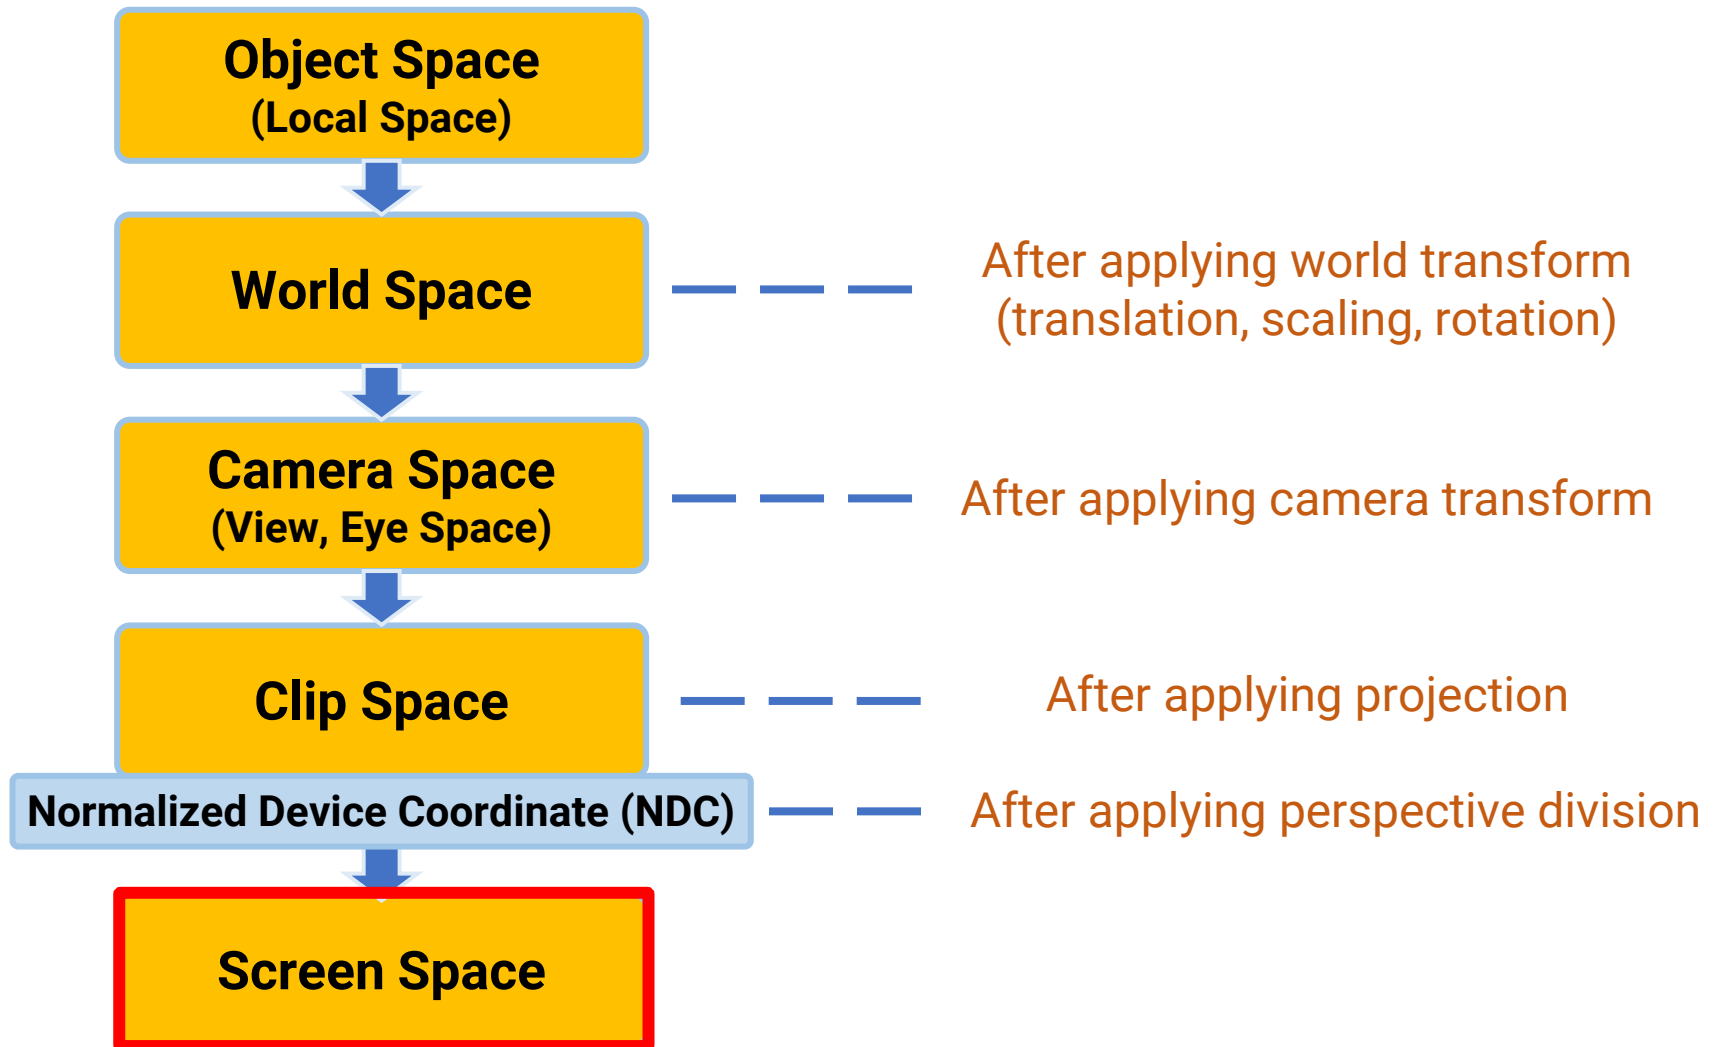 Object Space
(Local Space)
World Space
After applying world transform
(translation, scaling, rotation)
Camera Space
(View, Eye Space)
After applying camera transform
Clip Space
After applying projection
Normalized Device Coordinate (NDC)
After applying perspective division
Screen Space